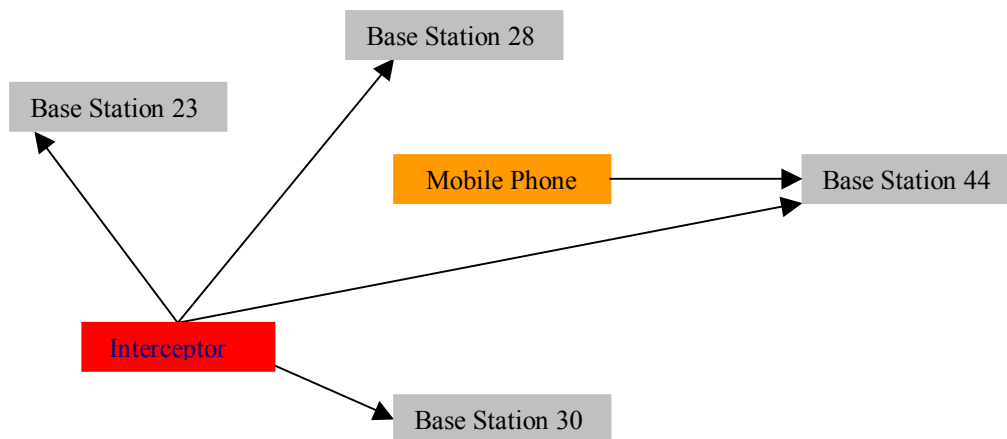 Base Station 28
Base Station 23
Mobile Phone
Base Station 44
Interceptor
Base Station 30